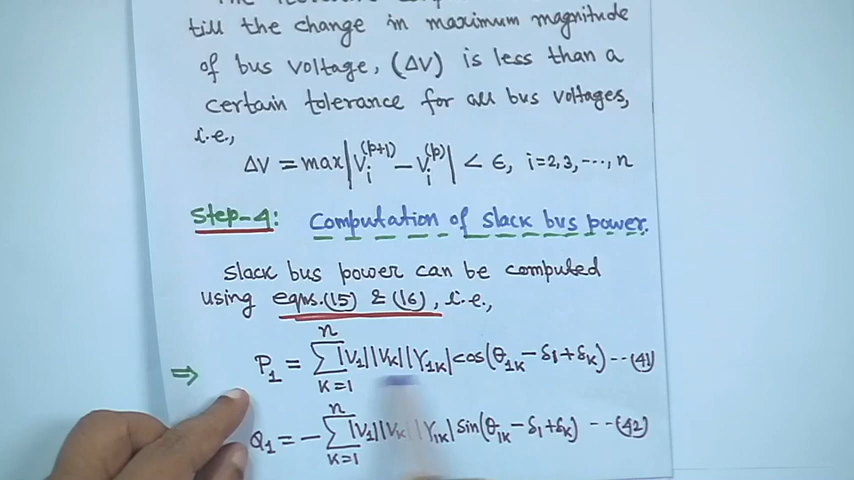 till the change in maximum magnitude
of bus voltage, (ΔV) is less than a
certain tolerance for all bus voltages,
i.e.,
ΔV = max|V_i^(p+1) − V_i^(p)| < ε, i=2,3,---, n
Step-4: Computation of slack bus power.
slack bus power can be computed
using eqns.(15) & (16), i.e.,
⇒ P_1 = Σ_{K=1}^{n} |V_1||V_K||Y_1K| cos(θ_1K − δ_1 + δ_K) --- (41)
Q_1 = − Σ_{K=1}^{n} |V_1||V_K||Y_1K| sin(θ_1K − δ_1 + δ_K) --- (42)